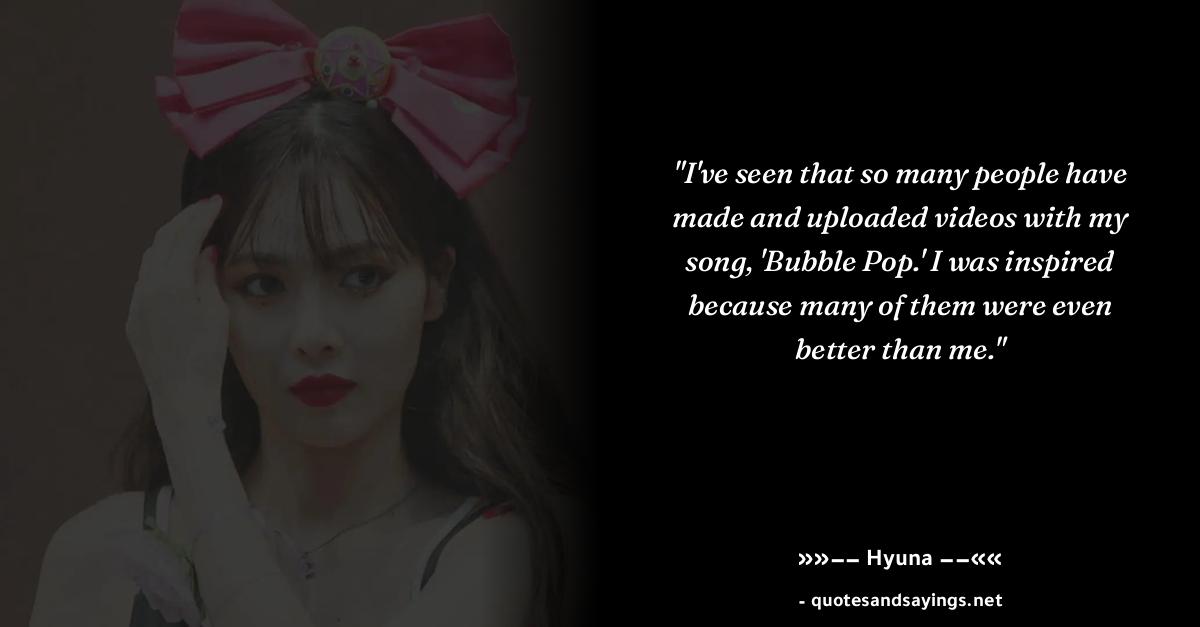 "I've seen that so many people have
made and uploaded videos with my
song, 'Bubble Pop.' I was inspired
because many of them were even
better than me."
»»−− Hyuna −−««
- quotesandsayings.net